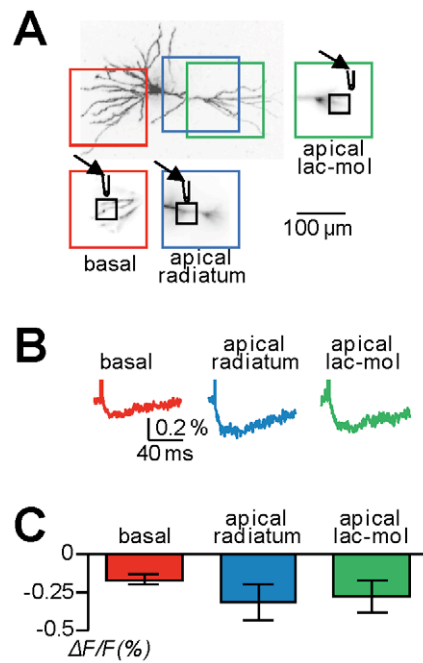 A
apical
lac-mol
basal
apical
radiatum
100 µm
B
basal
apical
radiatum
apical
lac-mol
0.2 %
40 ms
C
basal
apical
radiatum
apical
lac-mol
0
-0.25
-0.5
ΔF/F(%)